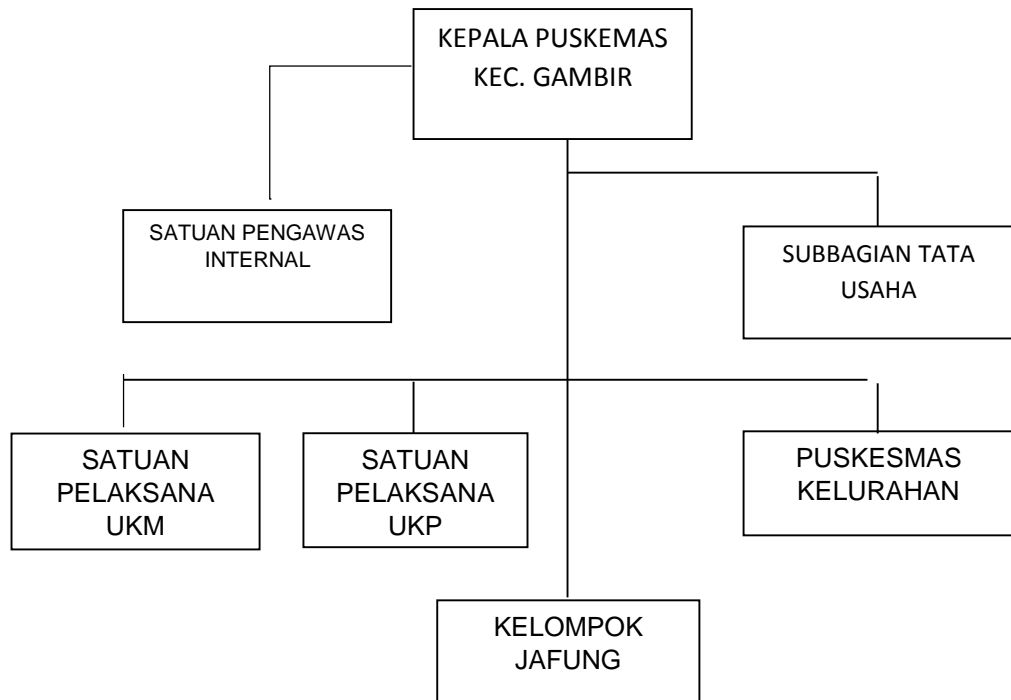 KEPALA PUSKEMAS
KEC. GAMBIR
SATUAN PENGAWAS
INTERNAL
SUBBAGIAN TATA
USAHA
SATUAN
PELAKSANA
UKM
SATUAN
PELAKSANA
UKP
PUSKESMAS
KELURAHAN
KELOMPOK
JAFUNG